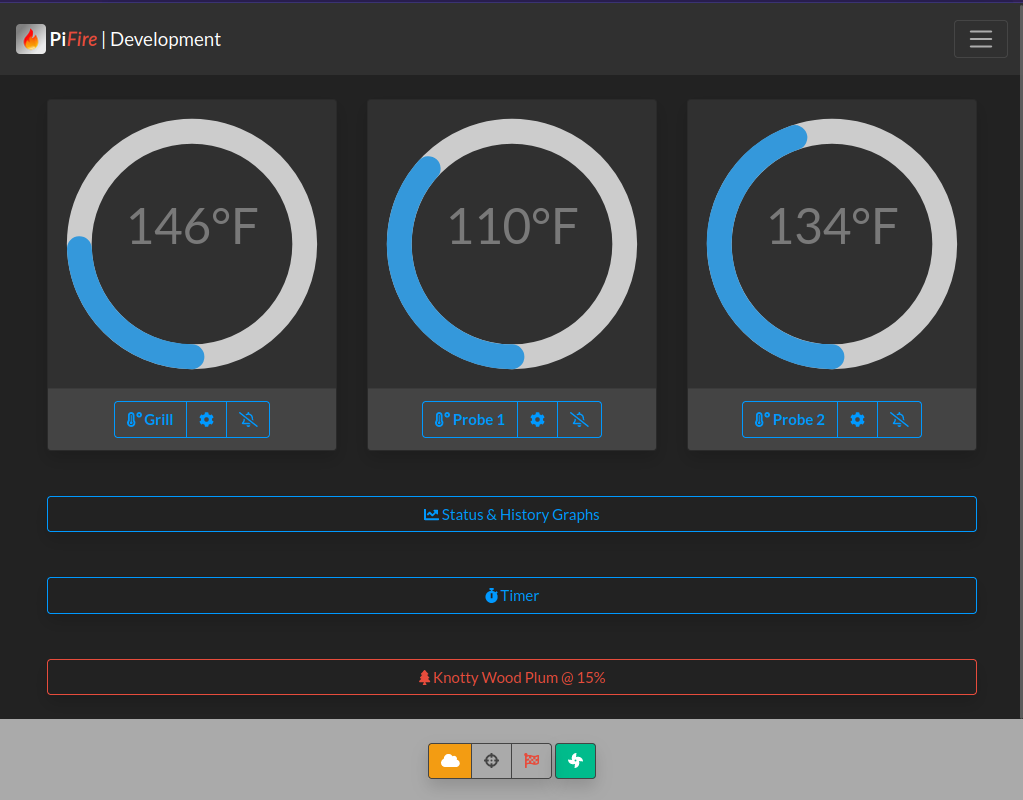 PiFire | Development
146°F
110°F
134°F
Grill
Probe 1
Probe 2
Status & History Graphs
Timer
Knotty Wood Plum @ 15%